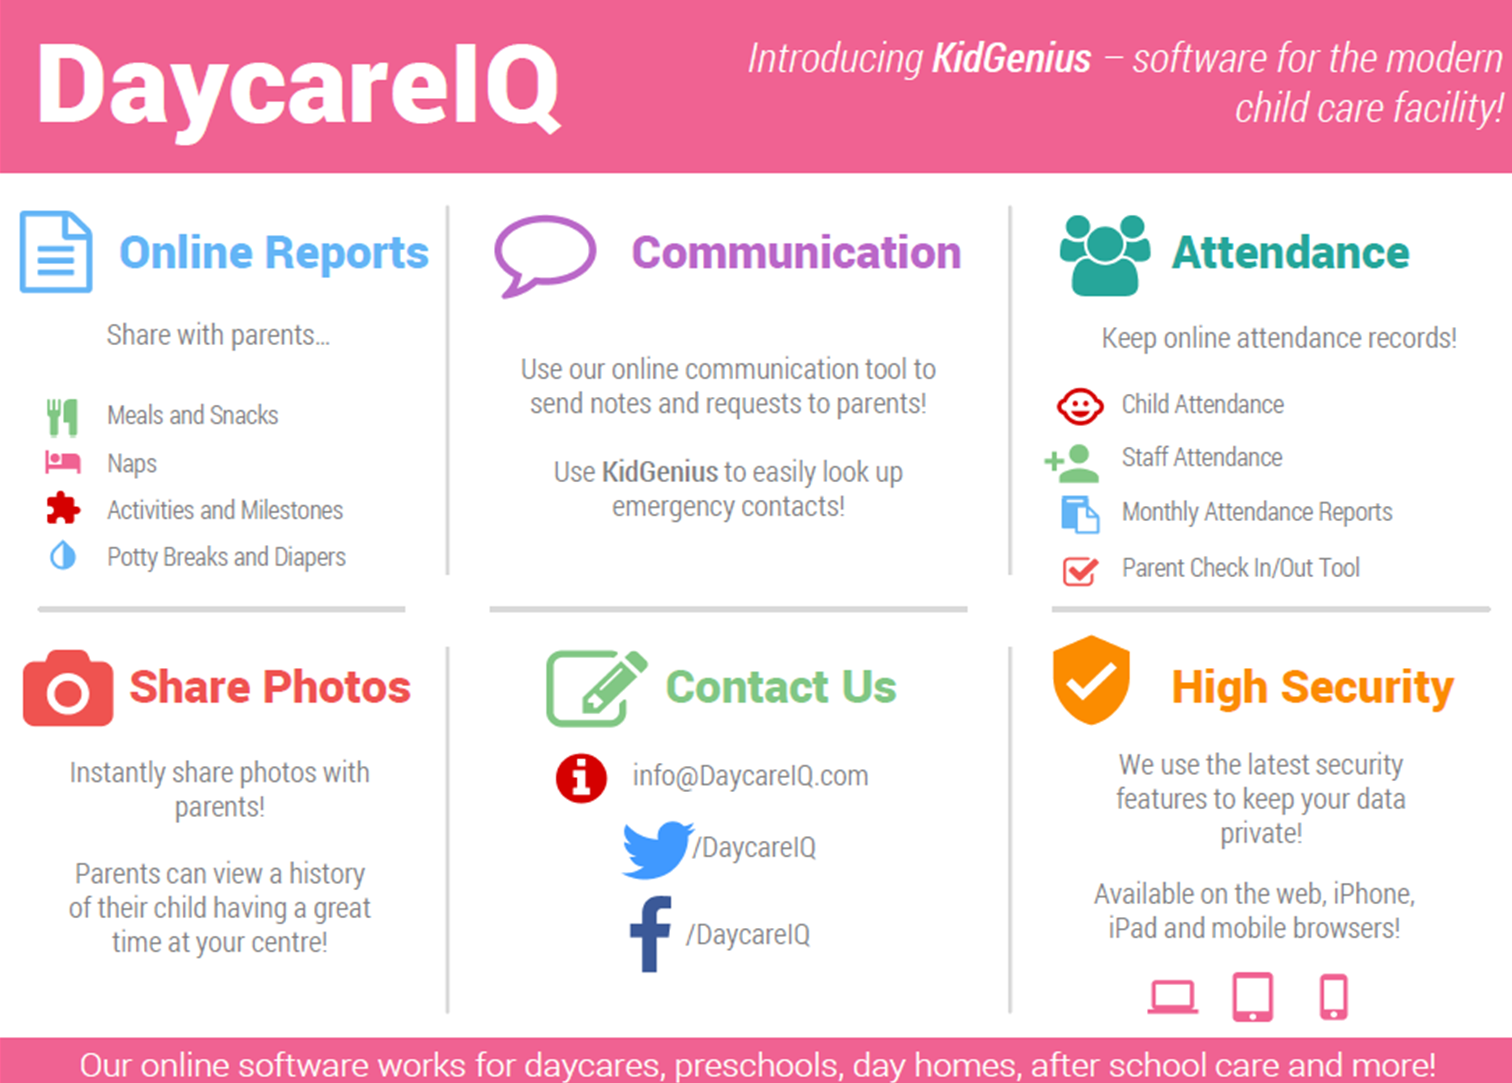 DaycareIQ
Introducing KidGenius – software for the modern
child care facility!
Online Reports
Share with parents...
Meals and Snacks
Naps
Activities and Milestones
Potty Breaks and Diapers
Communication
Use our online communication tool to
send notes and requests to parents!
Use KidGenius to easily look up
emergency contacts!
Attendance
Keep online attendance records!
Child Attendance
Staff Attendance
Monthly Attendance Reports
Parent Check In/Out Tool
Share Photos
Instantly share photos with
parents!
Parents can view a history
of their child having a great
time at your centre!
Contact Us
info@DaycareIQ.com
/DaycareIQ
/DaycareIQ
High Security
We use the latest security
features to keep your data
private!
Available on the web, iPhone,
iPad and mobile browsers!
Our online software works for daycares, preschools, day homes, after school care and more!